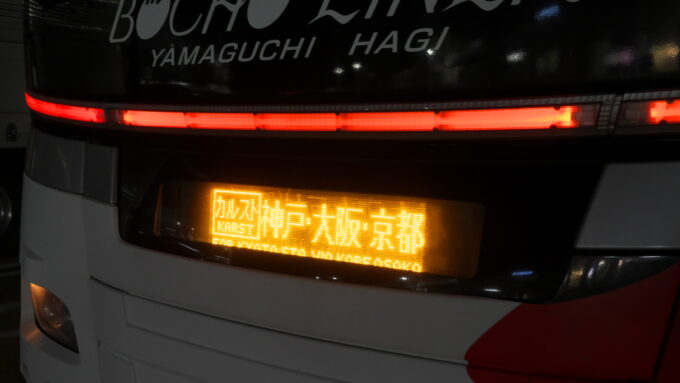 BOCHO LINER
YAMAGUCHI HAGI
カルスト
KARST
神戸・大阪・京都
FOR KYOTO STA. VIA KOBE OSAKA